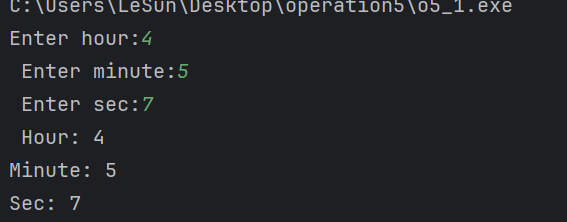 C:\Users\LeSun\Desktop\operation5\o5_1.exe
Enter hour:4
Enter minute:5
Enter sec:7
Hour: 4
Minute: 5
Sec: 7